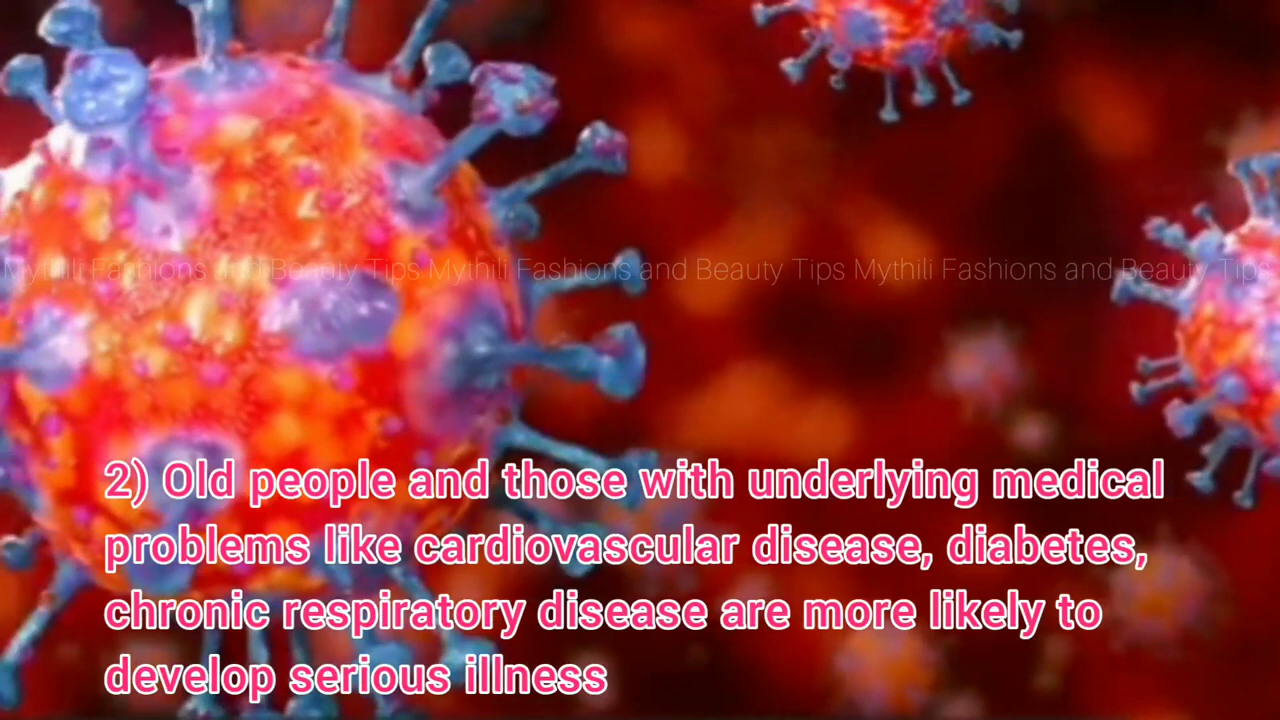 Mythili Fashions and Beauty Tips Mythili Fashions and Beauty Tips Mythili Fashions and Beauty Tips
2) Old people and those with underlying medical
problems like cardiovascular disease, diabetes,
chronic respiratory disease are more likely to
develop serious illness